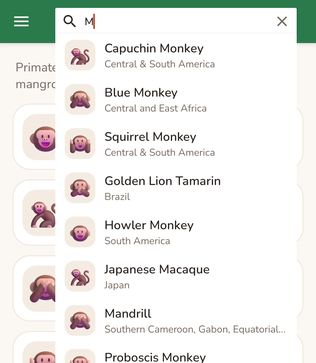 M
Capuchin Monkey
Central & South America
Primate
Blue Monkey
mangro
Central and East Africa
Squirrel Monkey
Central & South America
Golden Lion Tamarin
Brazil
Howler Monkey
South America
Japanese Macaque
Japan
Mandrill
Southern Cameroon, Gabon, Equatorial...
Proboscis Monkey